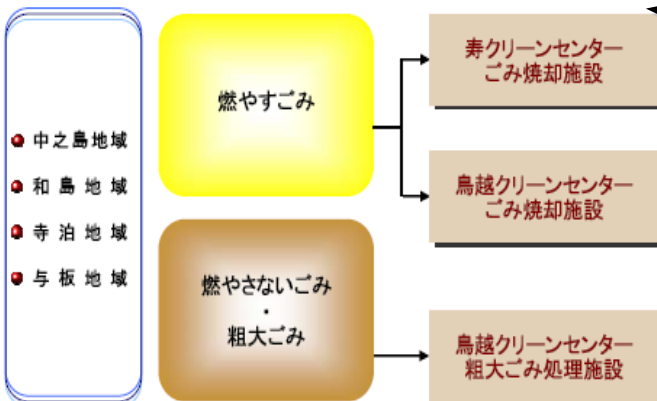 中之島地域
和島地域
寺泊地域
与板地域
燃やすごみ
燃やさないごみ
・
粗大ごみ
寿クリーンセンター
ごみ焼却施設
鳥越クリーンセンター
ごみ焼却施設
鳥越クリーンセンター
粗大ごみ処理施設